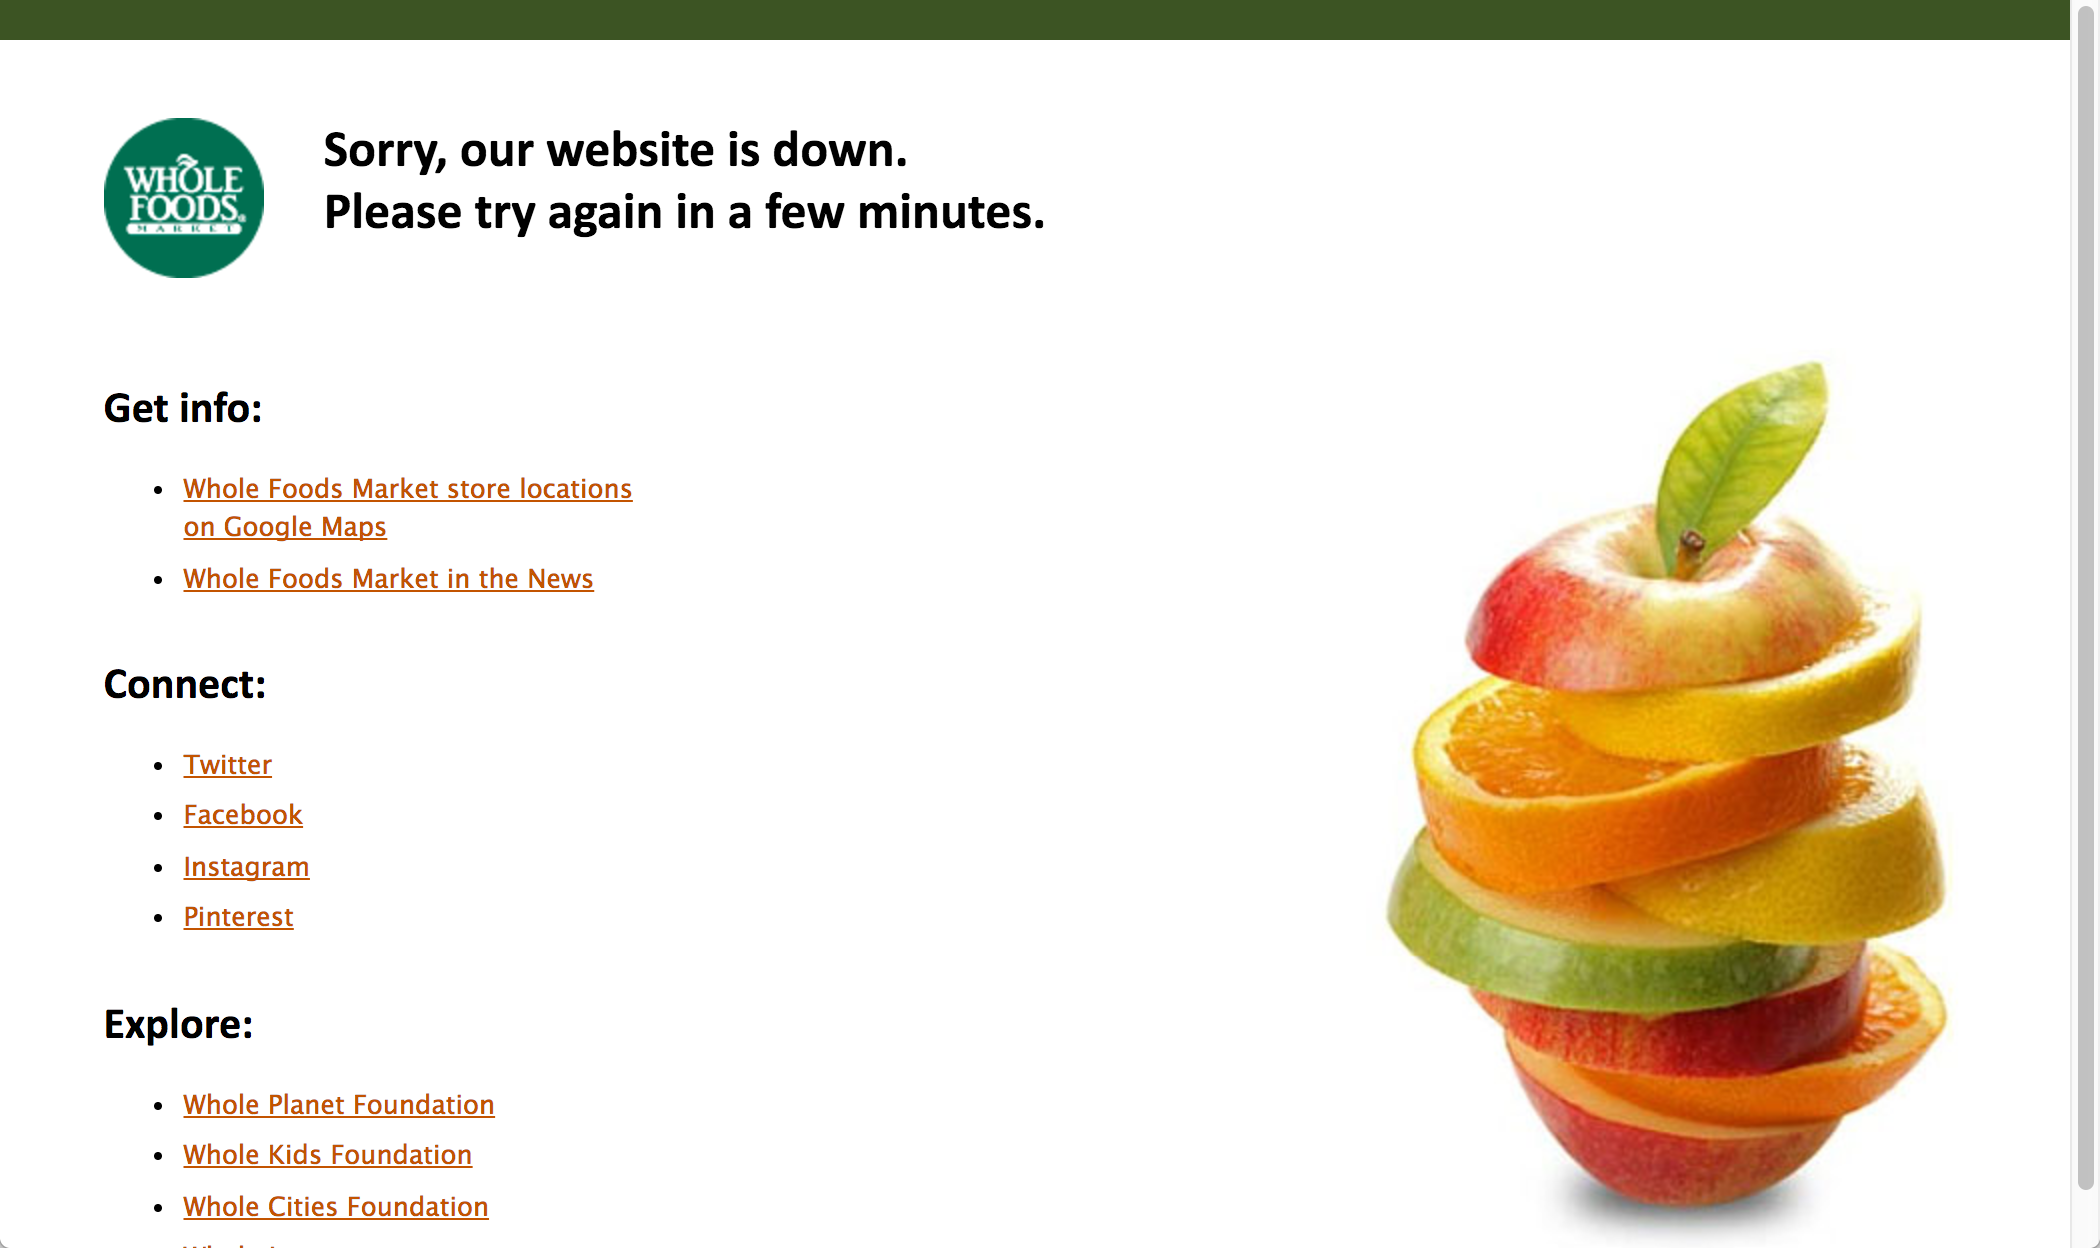 WHOLE
FOODS
MARKET
Sorry, our website is down.
Please try again in a few minutes.
Get info:
• Whole Foods Market store locations
on Google Maps
• Whole Foods Market in the News
Connect:
• Twitter
• Facebook
• Instagram
• Pinterest
Explore:
• Whole Planet Foundation
• Whole Kids Foundation
• Whole Cities Foundation